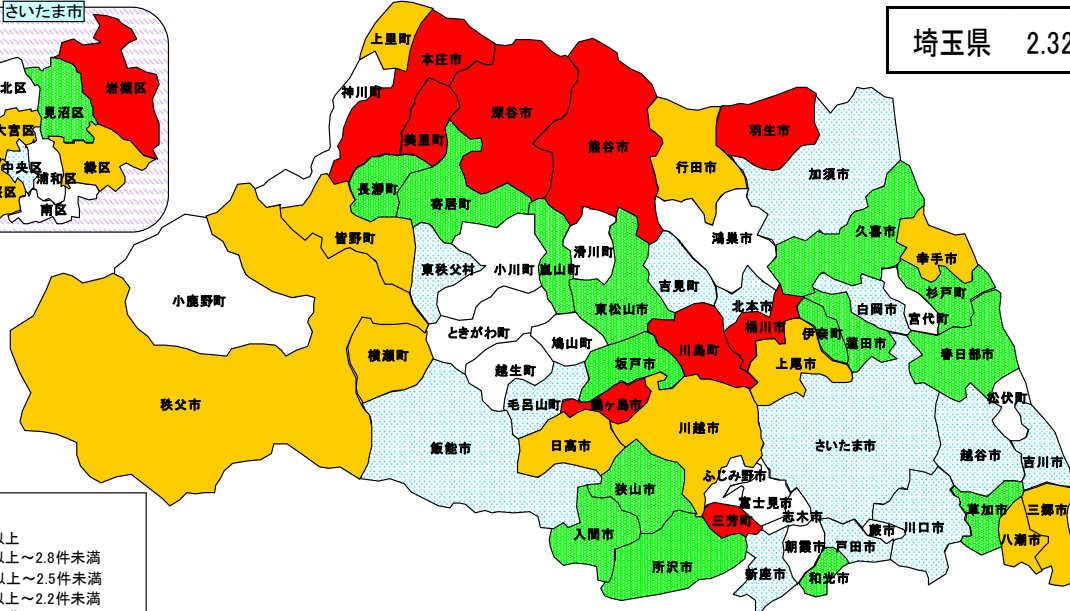 さいたま市
北区
見沼区
岩槻区
大宮区
中央区
浦和区
緑区
南区
埼玉県 2.32
上里町
本庄市
神川町
美里町
深谷市
熊谷市
行田市
羽生市
加須市
長瀞町
寄居町
皆野町
東秩父村
小川町
嵐山町
滑川町
東松山市
吉見町
鴻巣市
久喜市
幸手市
杉戸町
宮代町
白岡市
北本市
桶川市
伊奈町
蓮田市
春日部市
小鹿野町
ときがわ町
鳩山町
川島町
上尾市
横瀬町
越生町
坂戸市
松伏町
秩父市
毛呂山町
鶴ヶ島市
川越市
飯能市
日高市
さいたま市
越谷市
吉川市
ふじみ野市
狭山市
富士見市
三芳町
志木市
川口市
草加市
三郷市
入間市
蕨市
朝霞市
戸田市
八潮市
所沢市
新座市
和光市
以上
以上～2.8件未満
以上～2.5件未満
以上～2.2件未満